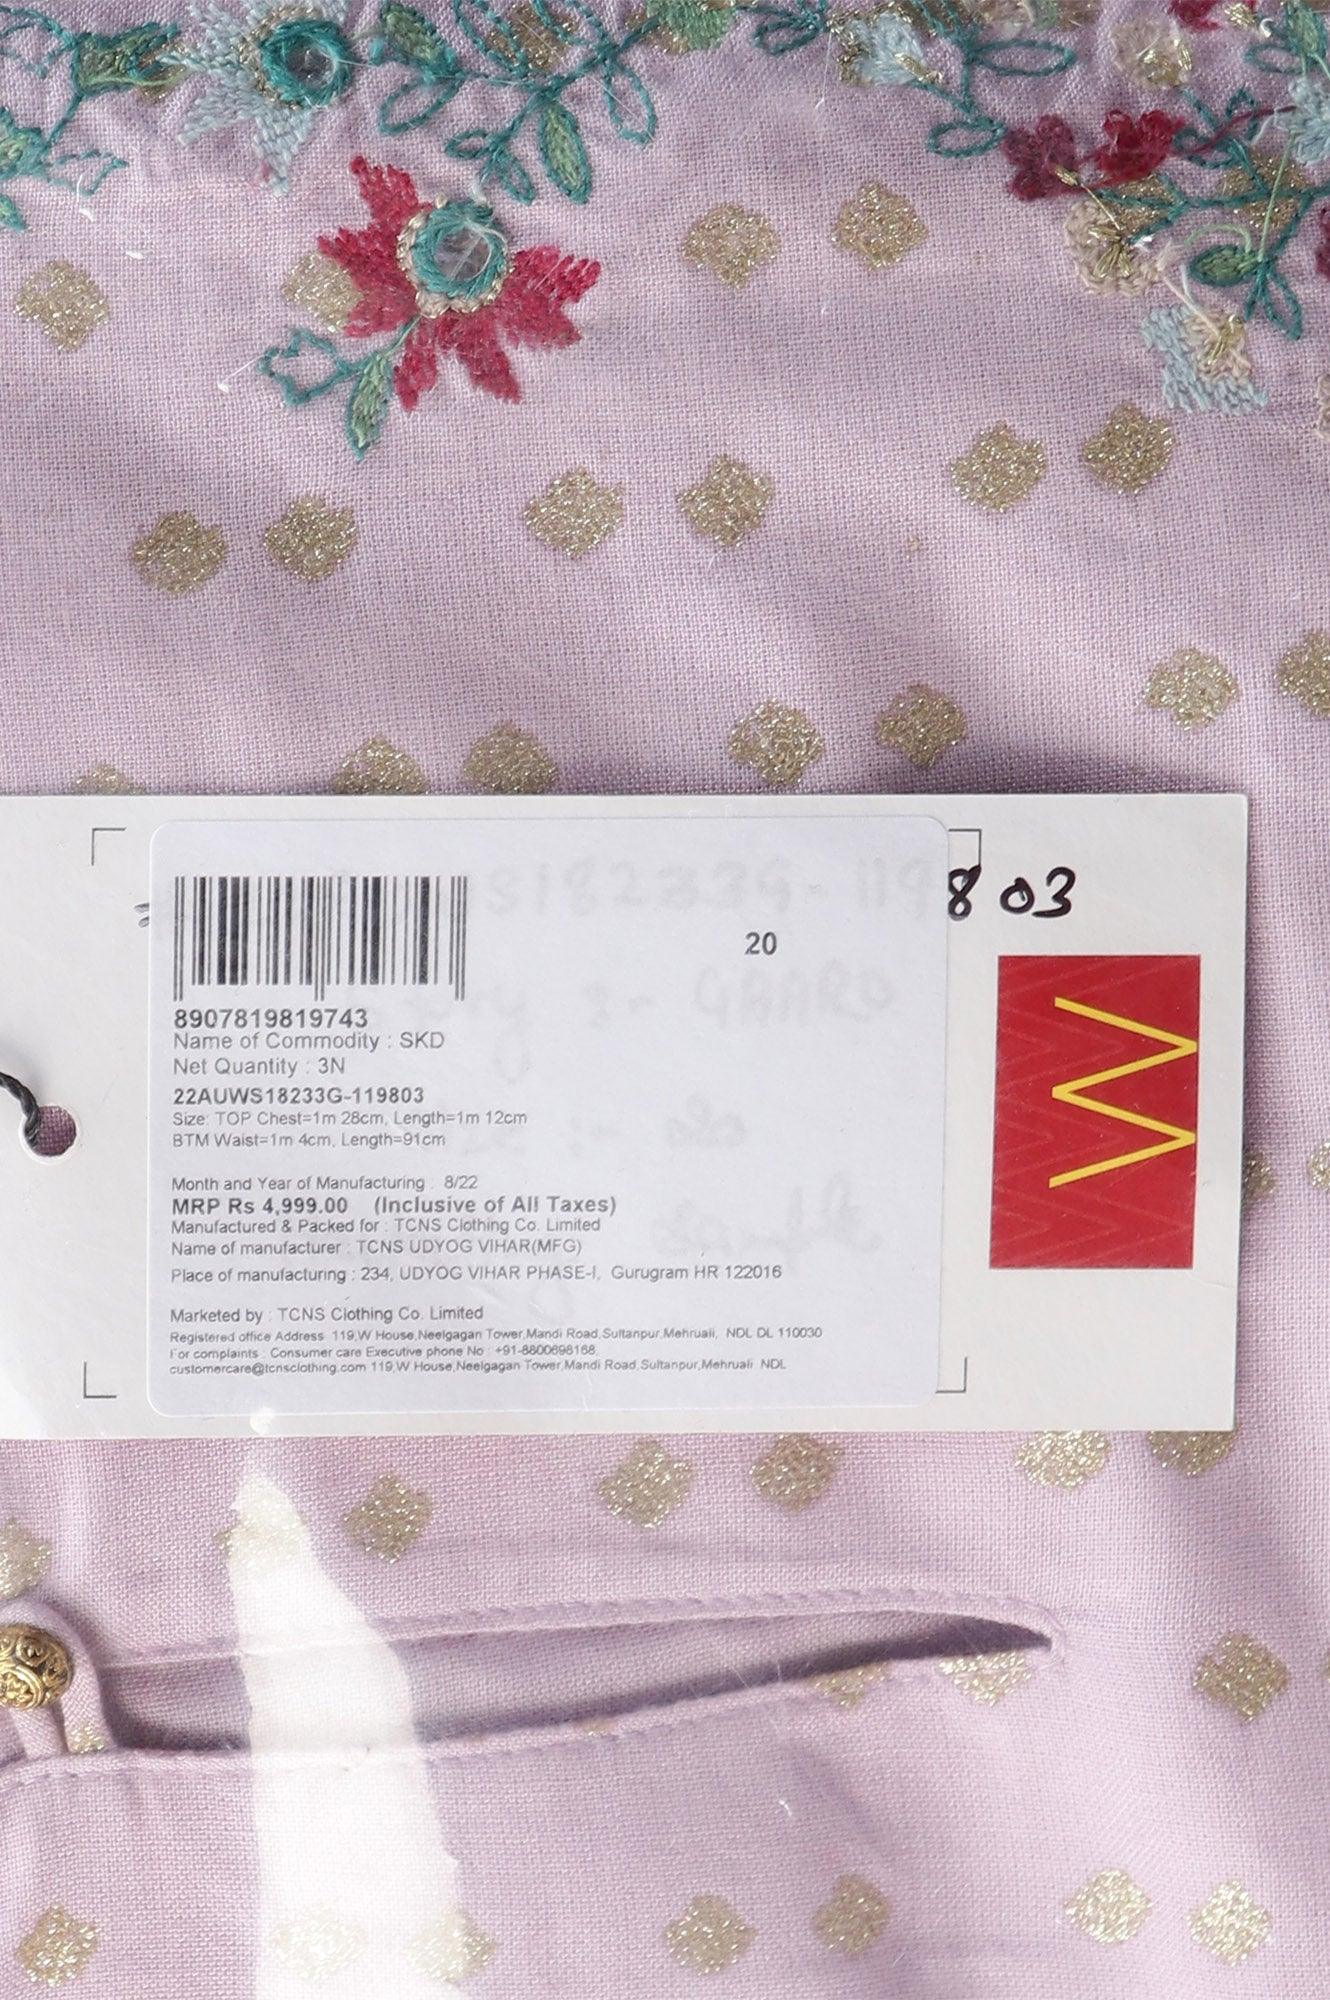 803
20
8907819819743
Name of Commodity : SKD
Net Quantity : 3N
22AUWS18233G-119803
Size: TOP Chest=1m 28cm, Length=1m 12cm
BTM Waist=1m 4cm, Length=91cm
Month and Year of Manufacturing : 8/22
MRP Rs 4,999.00 (Inclusive of All Taxes)
Manufactured & Packed for : TCNS Clothing Co. Limited
Name of manufacturer : TCNS UDYOG VIHAR(MFG)
Place of manufacturing : 234, UDYOG VIHAR PHASE-I, Gurugram HR 122016
Marketed by : TCNS Clothing Co. Limited
Registered office Address 119,W House,Neelgagan Tower,Mandi Road,Sultanpur,Mehruali, NDL DL 110030
For complaints : Consumer care Executive phone No : +91-8800698168,
customercare@tcnsclothing.com 119,W House,Neelgagan Tower,Mandi Road,Sultanpur,Mehruali NDL